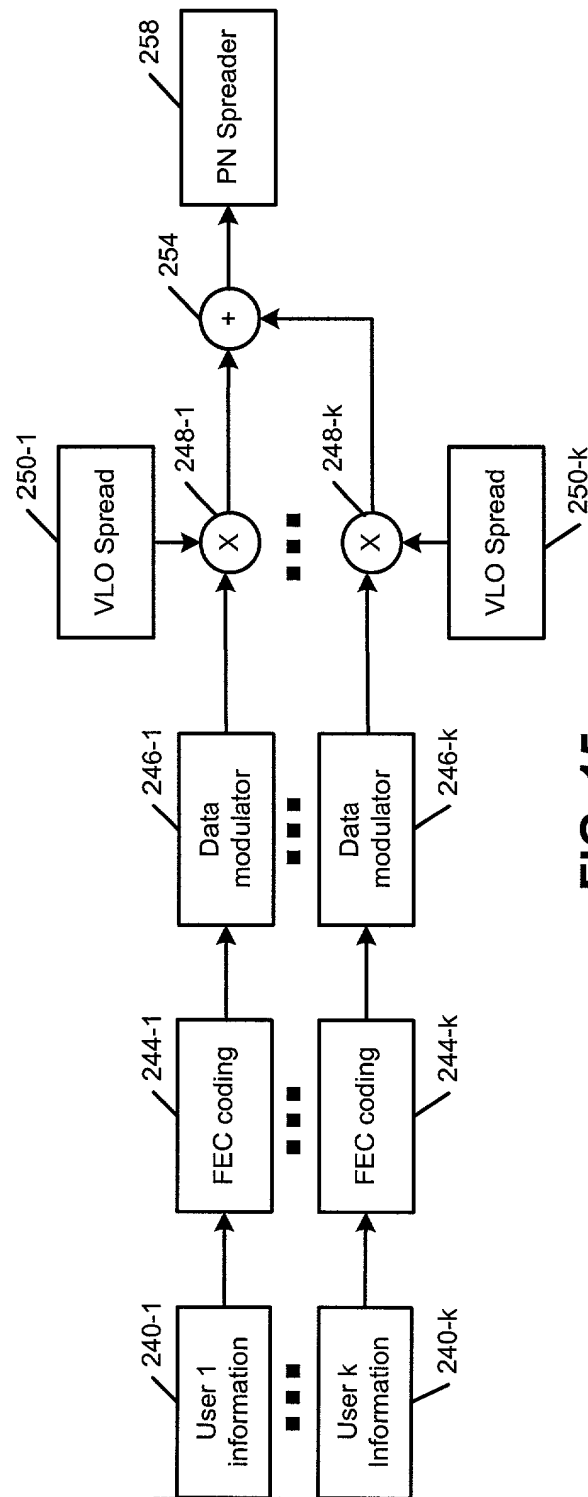 250-1
VLO Spread
254
258
PN Spreader
240-1
User 1
information
244-1
FEC coding
246-1
Data
modulator
248-1
X
+
User k
Information
240-k
FEC coding
244-k
Data
modulator
246-k
248-k
X
VLO Spread
250-k
FIG